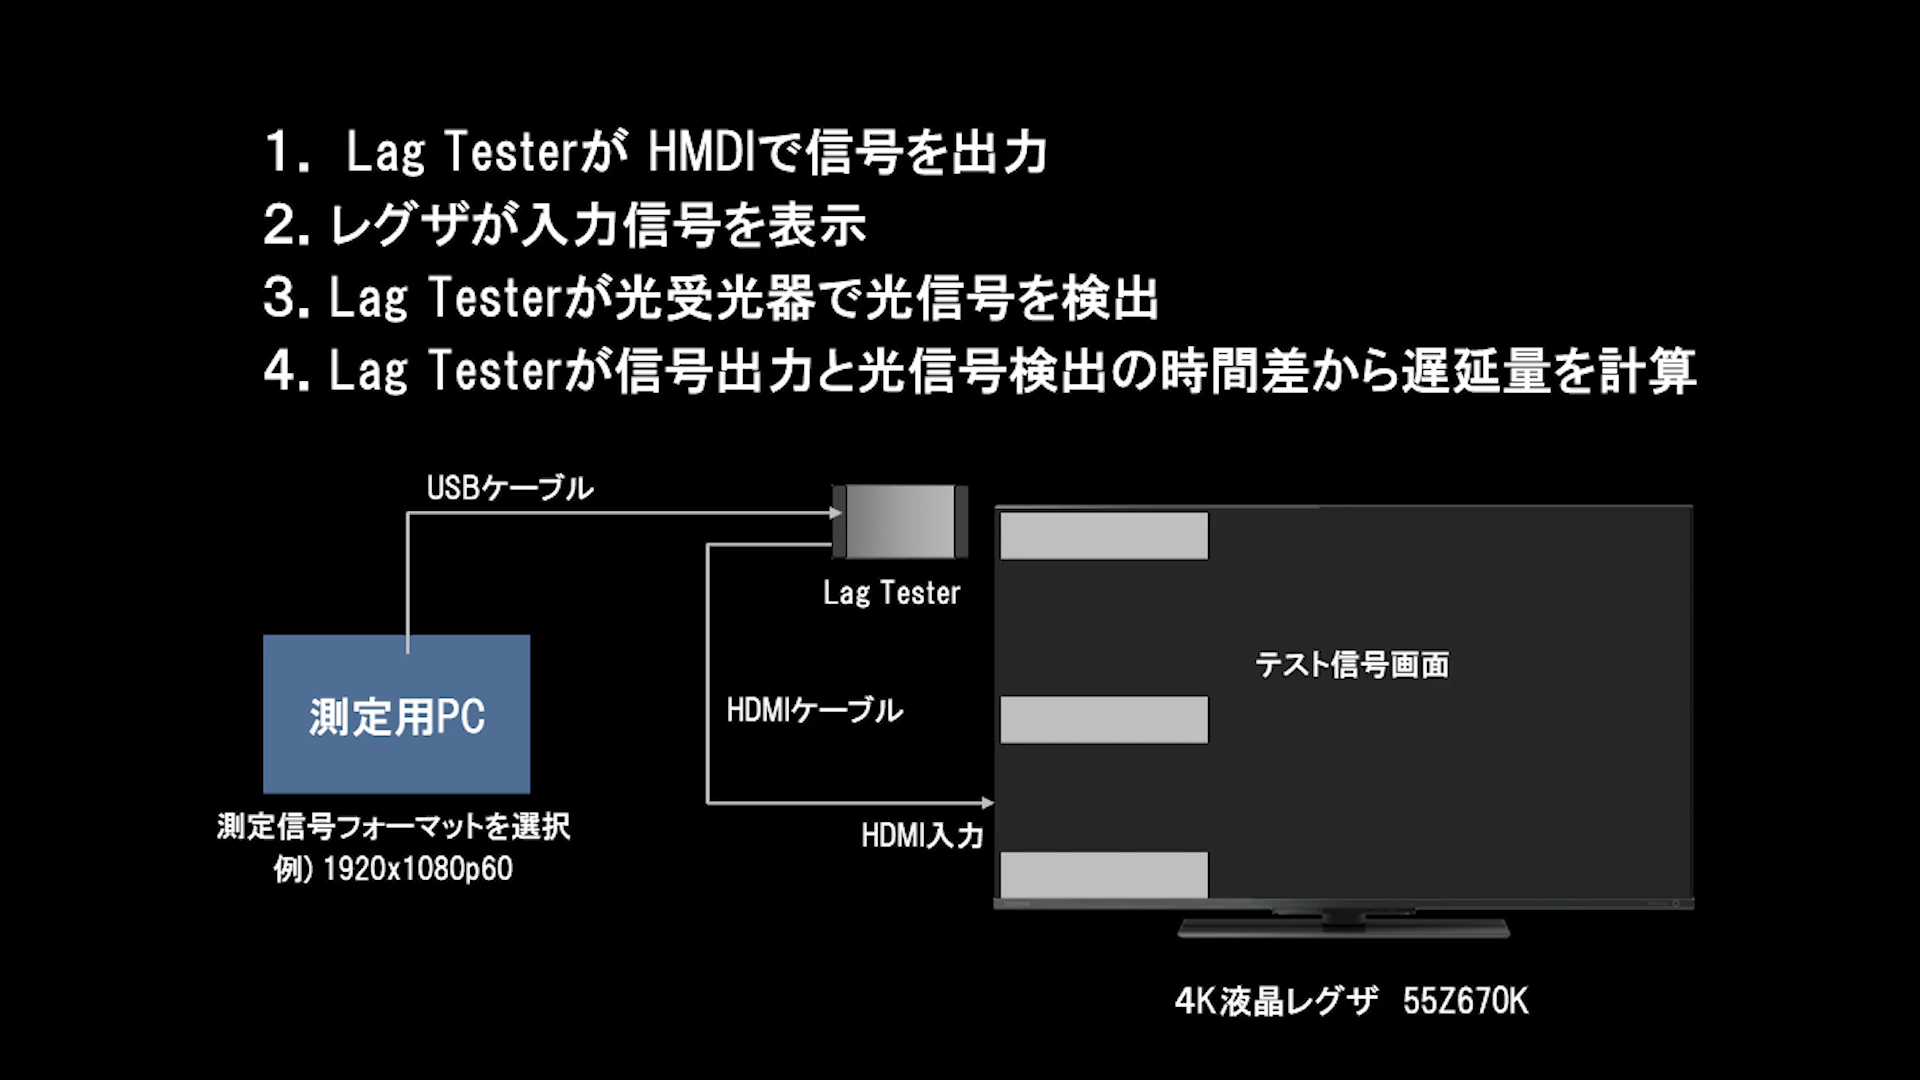 1. Lag Testerが HMDIで信号を出力
2. レグザが入力信号を表示
3. Lag Testerが光受光器で光信号を検出
4. Lag Testerが信号出力と光信号検出の時間差から遅延量を計算
USBケーブル
Lag Tester
テスト信号画面
測定用PC
HDMIケーブル
測定信号フォーマットを選択
例) 1920x1080p60
HDMI入力
4K液晶レグザ 55Z670K